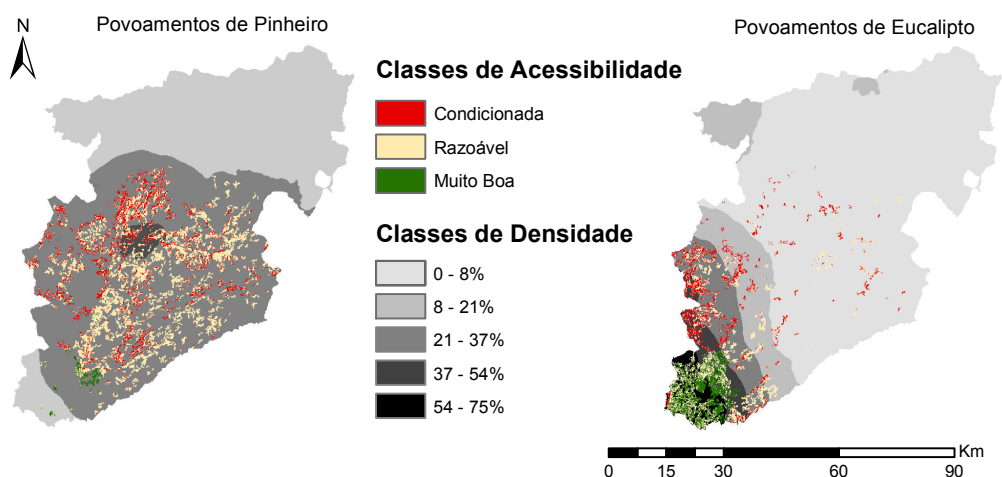 N
Povoamentos de Pinheiro
Povoamentos de Eucalipto
Classes de Acessibilidade
Condicionada
Razoável
Muito Boa
Classes de Densidade
0 - 8%
8 - 21%
21 - 37%
37 - 54%
54 - 75%
Km
0 15 30 60 90